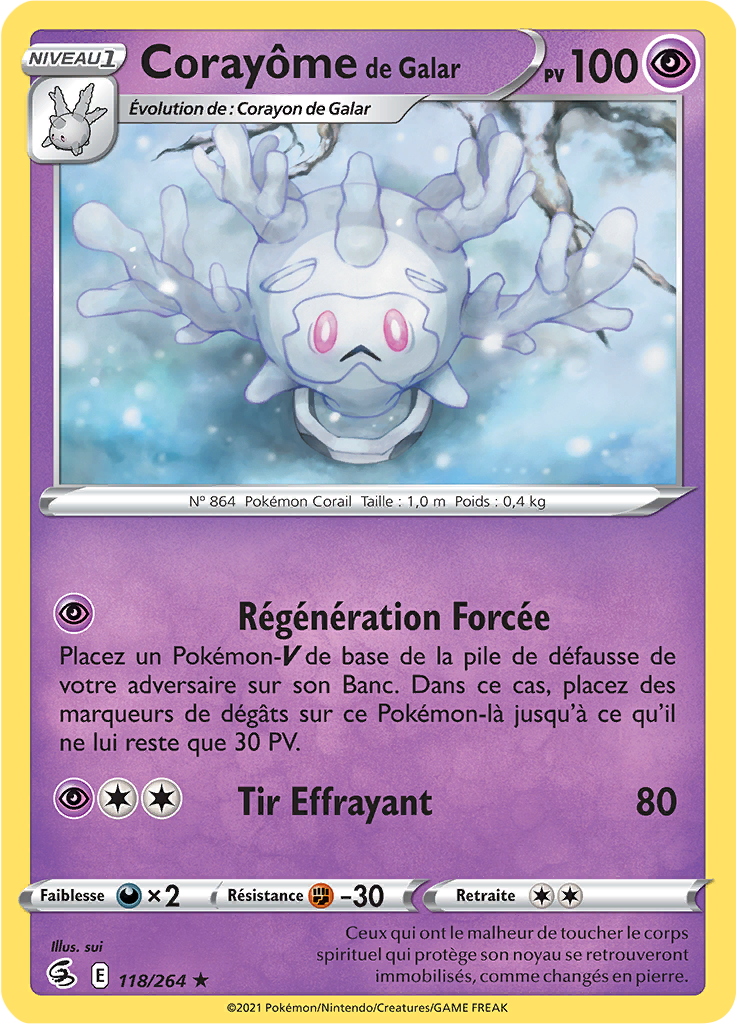 NIVEAU 1
Corayôme de Galar
PV 100
Évolution de : Corayon de Galar
N° 864 Pokémon Corail Taille : 1,0 m Poids : 0,4 kg
Régénération Forcée
Placez un Pokémon-V de base de la pile de défausse de
votre adversaire sur son Banc. Dans ce cas, placez des
marqueurs de dégâts sur ce Pokémon-là jusqu'à ce qu'il
ne lui reste que 30 PV.
Tir Effrayant 80
Faiblesse ×2 Résistance -30 Retraite
Illus. sui
Ceux qui ont le malheur de toucher le corps
spirituel qui protège son noyau se retrouveront
immobilisés, comme changés en pierre.
E 118/264 ★
©2021 Pokémon/Nintendo/Creatures/GAME FREAK